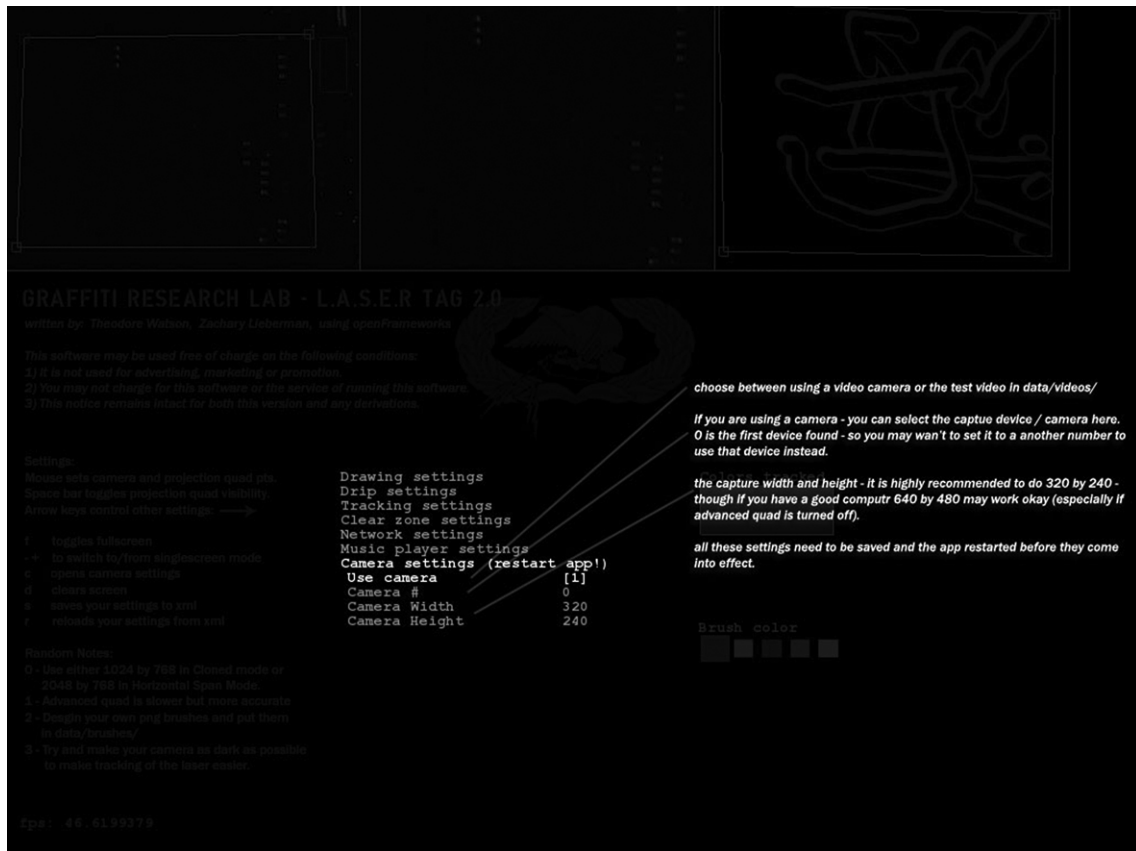 GRAFFITI RESEARCH LAB - L.A.S.E.R TAG 2.0
written by: Theodore Watson, Zachary Lieberman, using openFrameworks
This software may be used free of charge on the following conditions:
1) It is not used for advertising, marketing or promotion.
2) You may not charge for this software or the service of running this software.
3) This notice remains intact for both this version and any derivations.
Settings:
Mouse sets camera and projection quad pts.
Space bar toggles projection quad visibility.
Arrow keys control other settings:
t toggles fullscreen
- + to switch to/from singlescreen mode
c opens camera settings
d clears screen
s saves your settings to xml
r reloads your settings from xml
Random Notes:
0 - Use either 1024 by 768 in Cloned mode or
2048 by 768 in Horizontal Span Mode.
1 - Advanced quad is slower but more accurate
2 - Desgin your own png brushes and put them
in data/brushes/
3 - Try and make your camera as dark as possible
to make tracking of the laser easier.
fps: 46.6199379
Drawing settings
Drip settings
Tracking settings
Clear zone settings
Network settings
Music player settings
Camera settings (restart app!)
Use camera [1]
Camera # 0
Camera Width 320
Camera Height 240
choose between using a video camera or the test video in data/videos/
If you are using a camera - you can select the captue device / camera here.
0 is the first device found - so you may wan't to set it to a another number to
use that device instead.
Colors tracked
the capture width and height - it is highly recommended to do 320 by 240 -
though if you have a good computr 640 by 480 may work okay (especially if
advanced quad is turned off).
all these settings need to be saved and the app restarted before they come
into effect.
Brush color